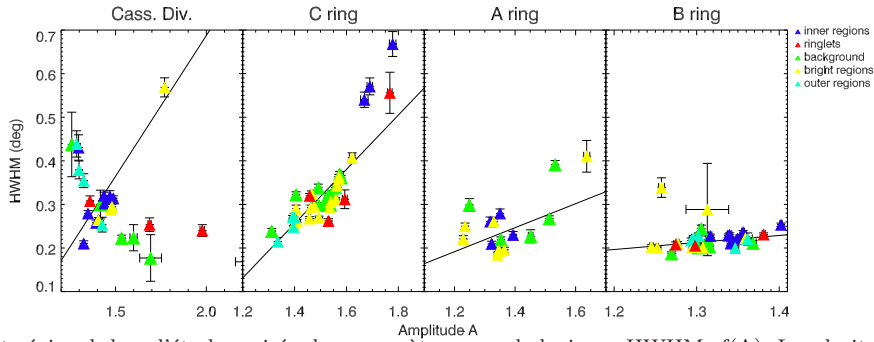 Cass. Div.
C ring
A ring
B ring
inner regions
ringlets
background
bright regions
outer regions
HWHM (deg)
0.7
0.6
0.5
0.4
0.3
0.2
0.1
1.5 2.0
1.2 1.4 1.6 1.8
1.2 1.4 1.6
1.2 1.3 1.4
Amplitude A